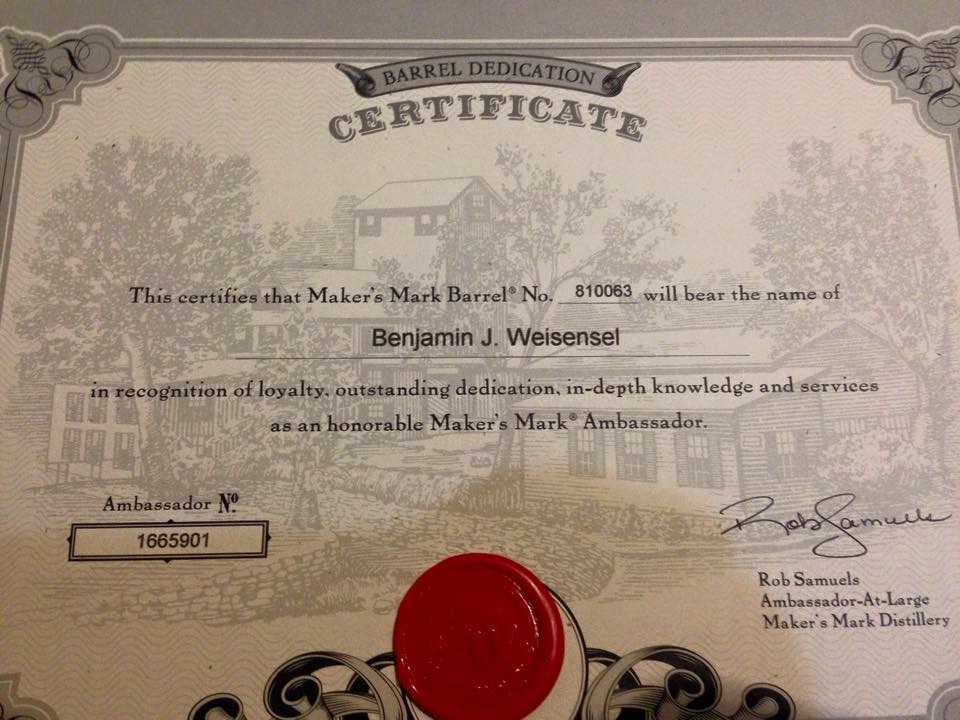 BARREL DEDICATION
CERTIFICATE
This certifies that Maker's Mark Barrel® No. 810063 will bear the name of
Benjamin J. Weisensel
in recognition of loyalty, outstanding dedication, in-depth knowledge and services
as an honorable Maker's Mark® Ambassador.
Ambassador Nº.
1665901
Rob Samuels
Rob Samuels
Ambassador-At-Large
Maker's Mark Distillery